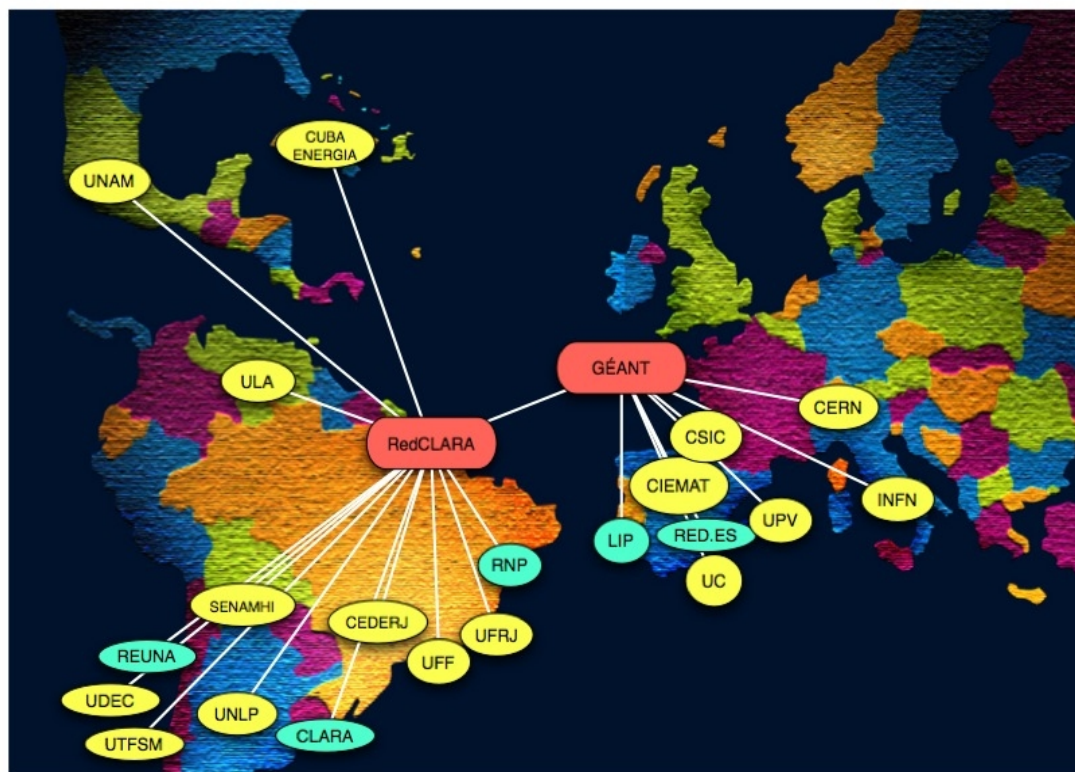 CUBA
ENERGIA
UNAM
GÉANT
ULA
CERN
RedCLARA
CSIC
CIEMAT
INFN
UPV
LIP
RED.ES
RNP
UC
SENAMHI
CEDERJ
UFRJ
REUNA
UFF
UDEC
UNLP
CLARA
UTFSM